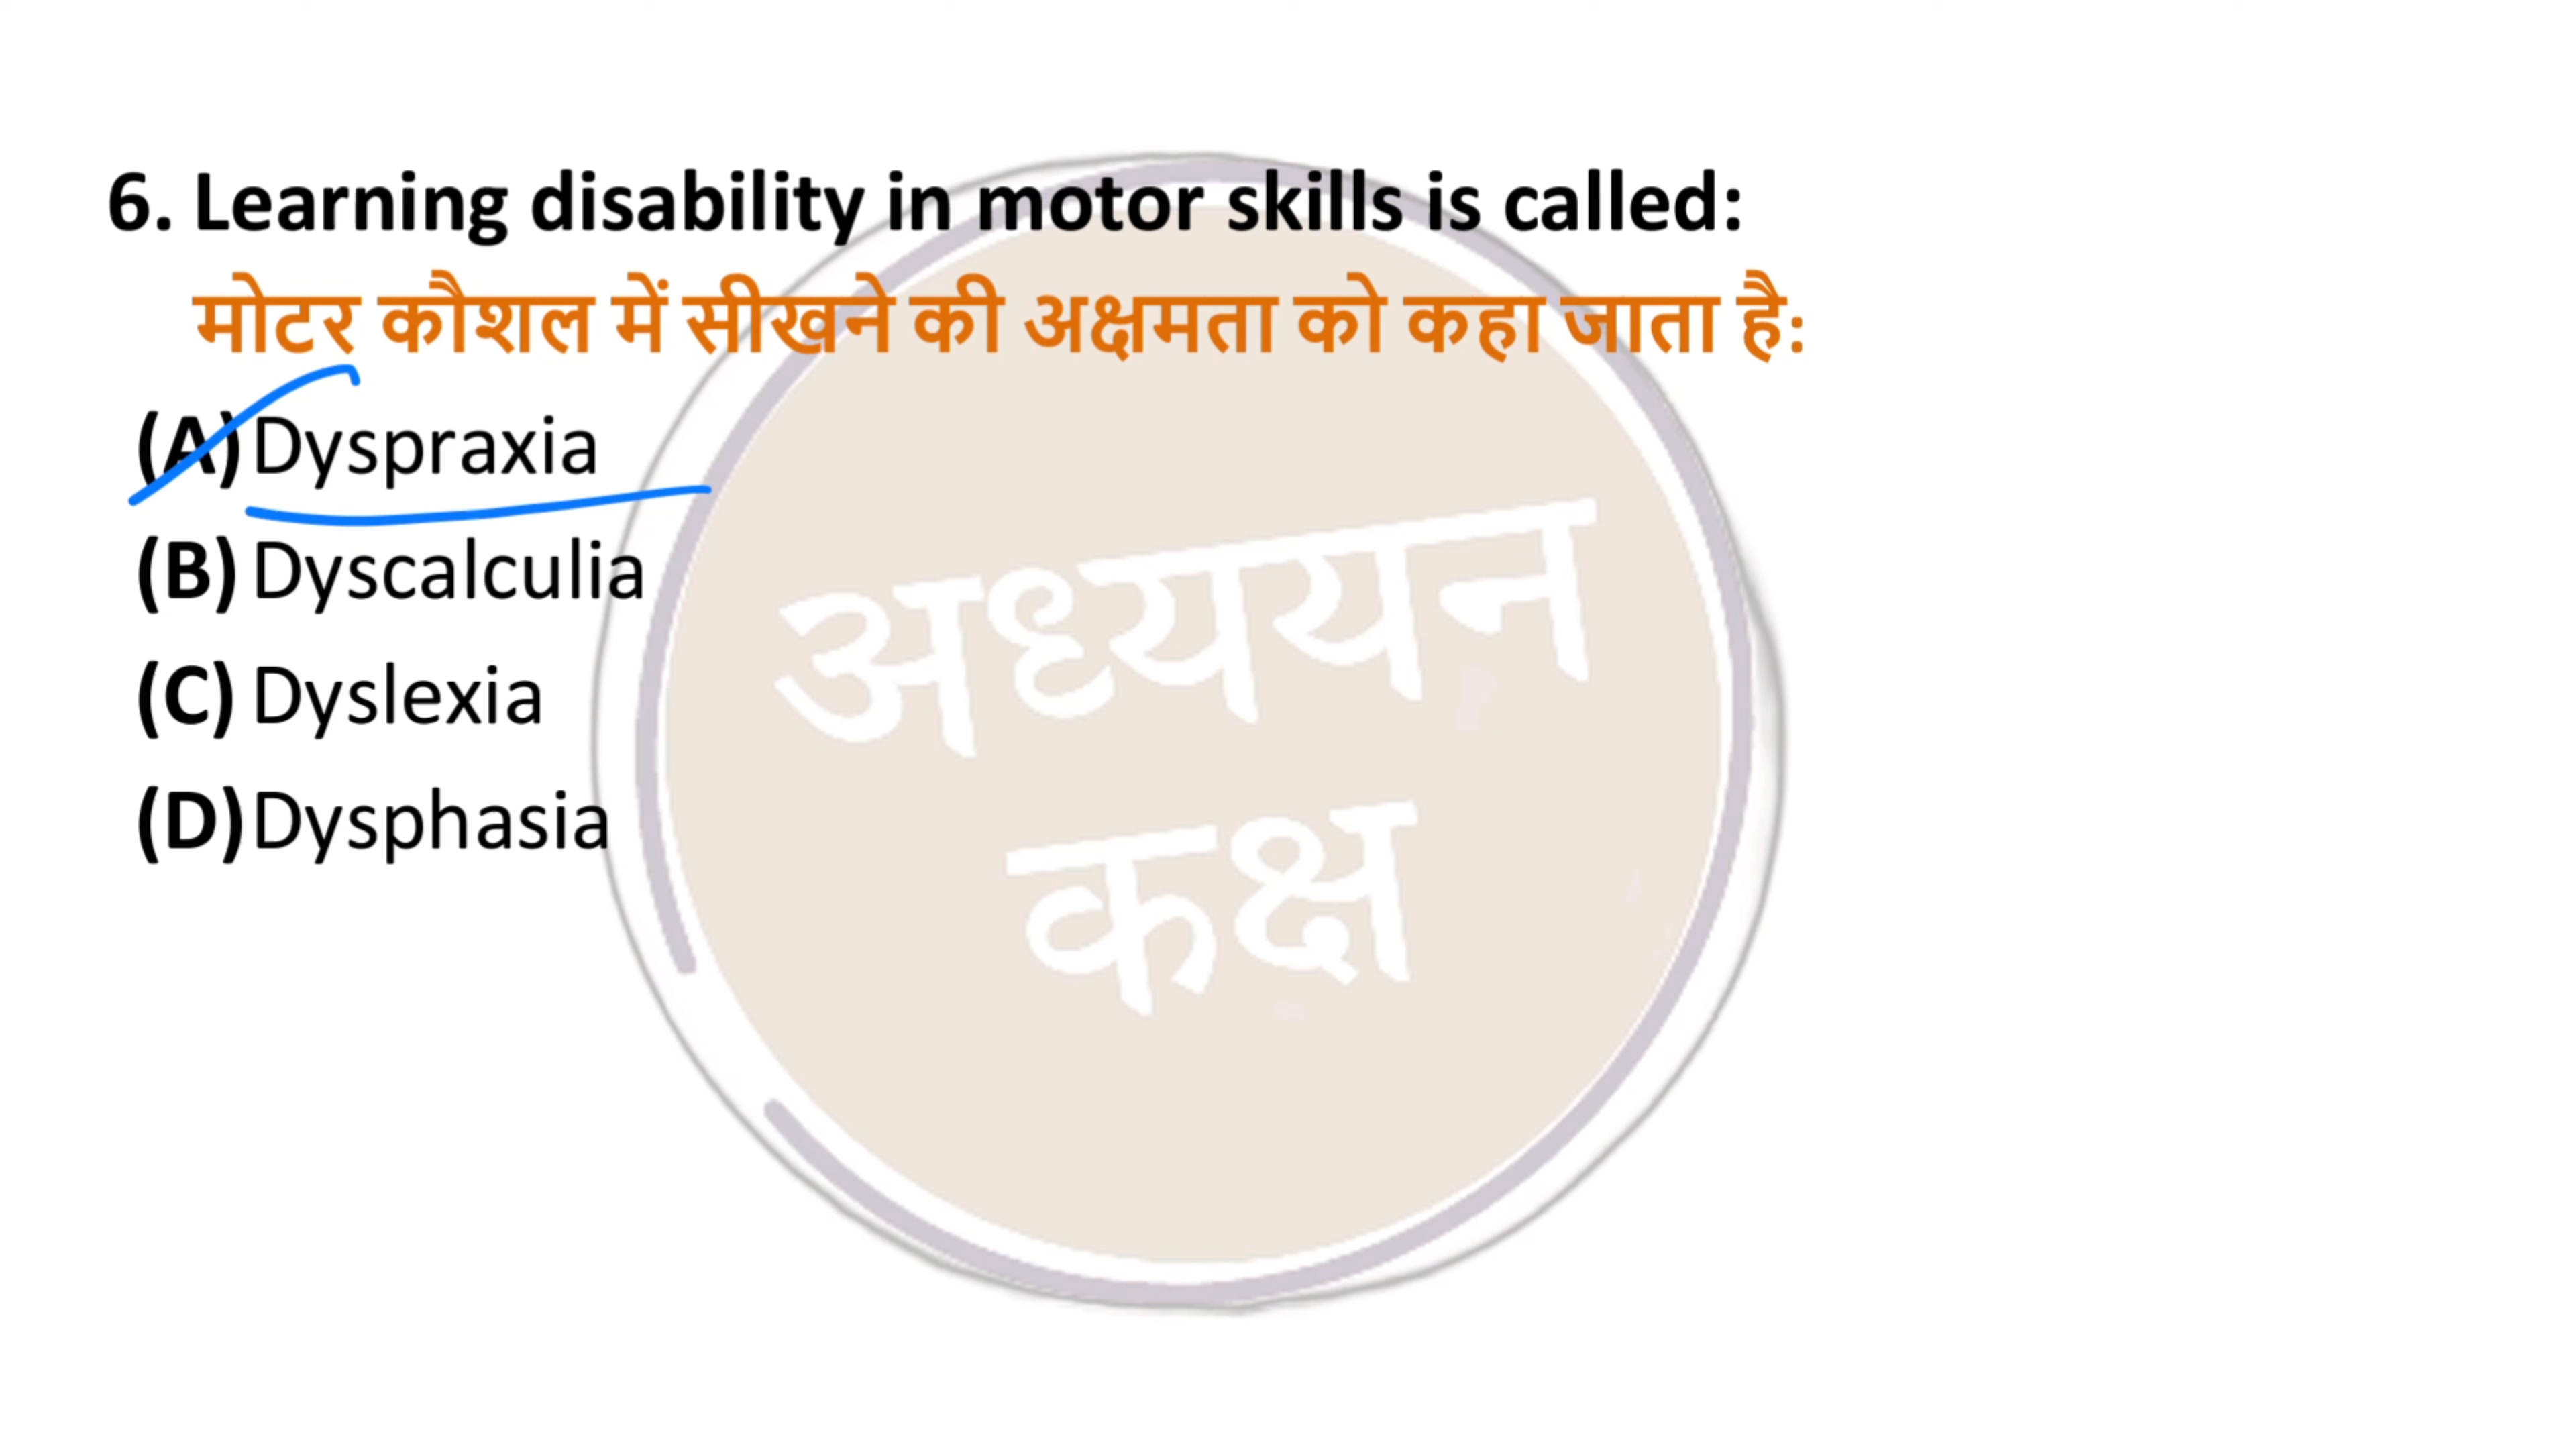 6. Learning disability in motor skills is called:
मोटर कौशल में सीखने की अक्षमता को कहा जाता है:
(A) Dyspraxia
(B) Dyscalculia
(C) Dyslexia
(D) Dysphasia
अध्ययन
कक्ष